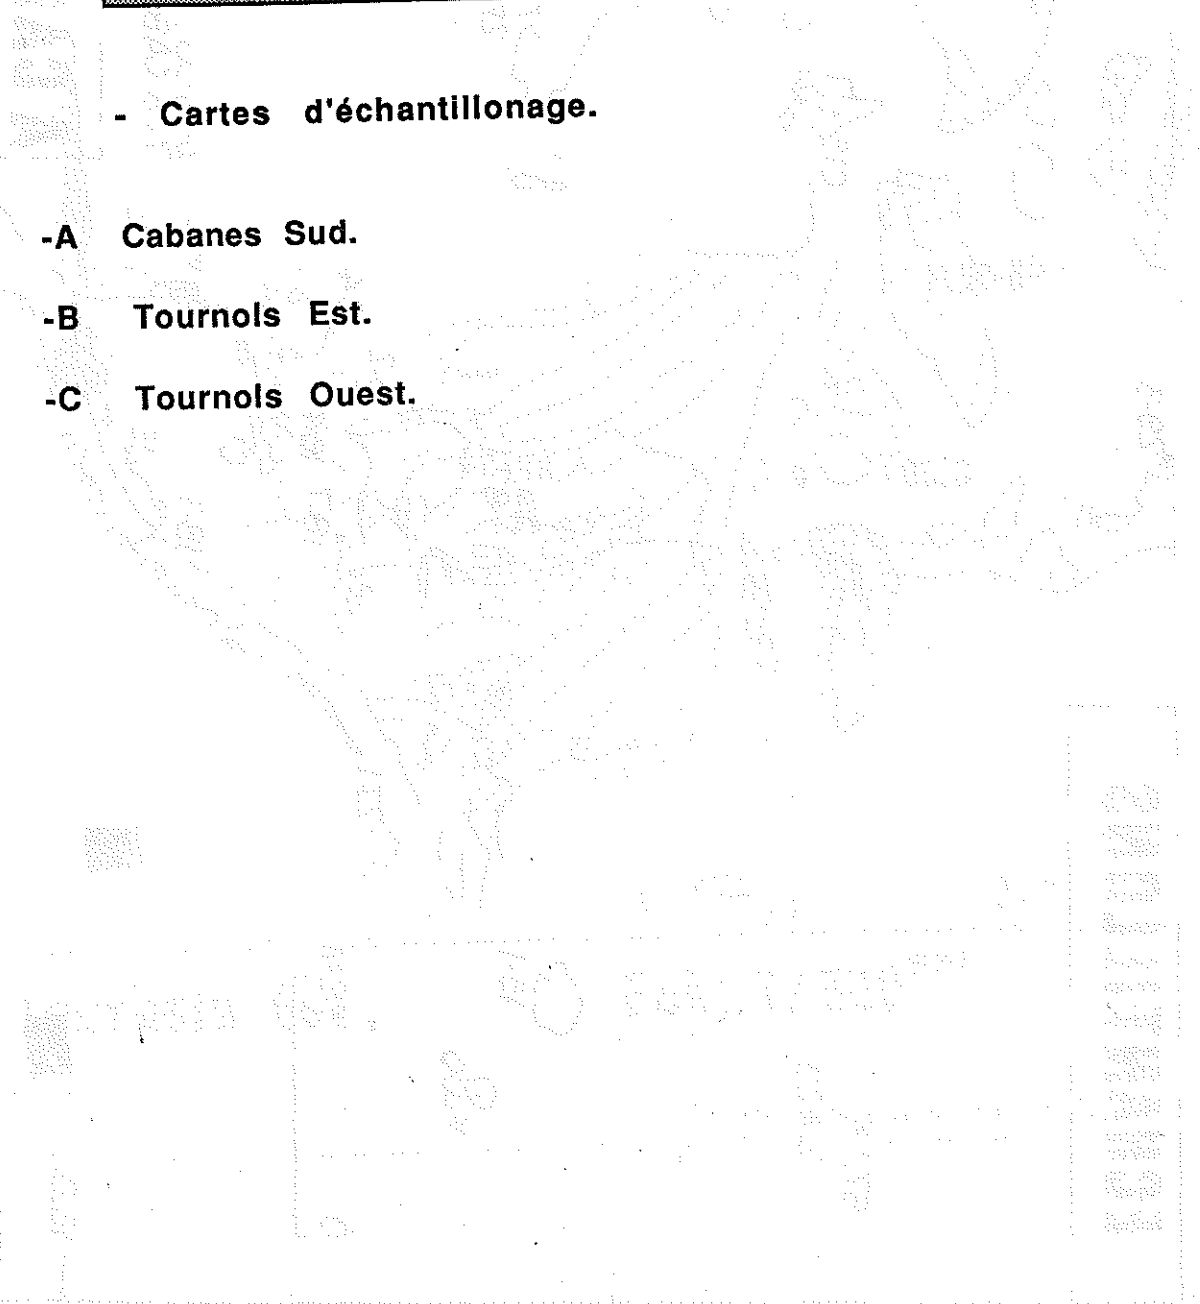 - Cartes d'échantillonage.
-A Cabanes Sud.
-B Tournols Est.
-C Tournols Ouest.